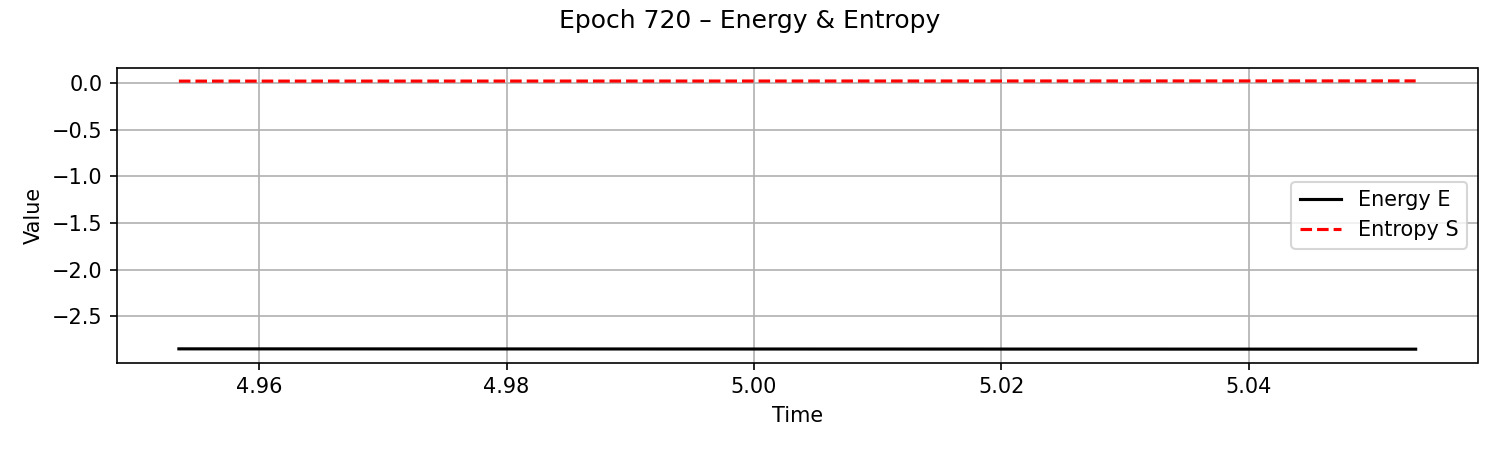 Epoch 720 – Energy & Entropy
0.0
−0.5
−1.0
−1.5
−2.0
−2.5
Value
Energy E
Entropy S
4.96 4.98 5.00 5.02 5.04
Time